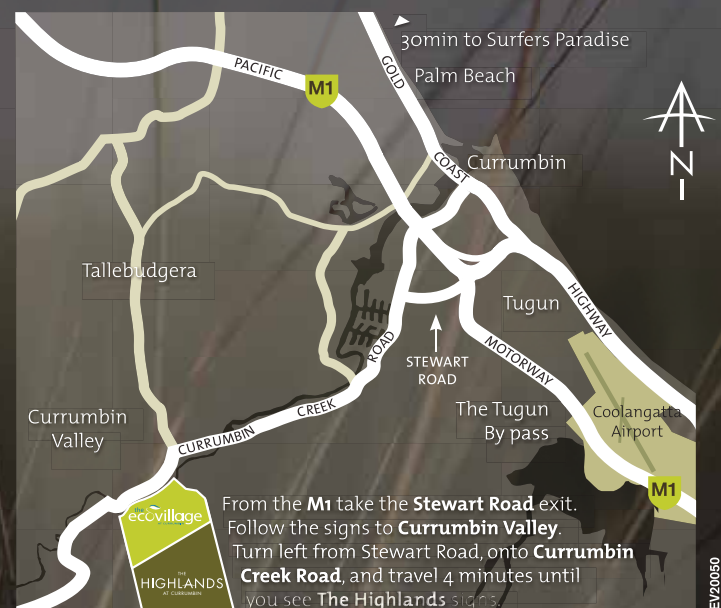 30min to Surfers Paradise
Palm Beach
PACIFIC
M1
GOLD
COAST
HIGHWAY
Currumbin
N
Tallebudgera
Tugun
STEWART
ROAD
ROAD
MOTORWAY
Currumbin
Valley
CURRUMBIN
CREEK
The Tugun
By pass
Coolangatta
Airport
M1
the
ecovillage
THE
HIGHLANDS
AT CURRUMBIN
From the M1 take the Stewart Road exit.
Follow the signs to Currumbin Valley.
Turn left from Stewart Road, onto Currumbin
Creek Road, and travel 4 minutes until
you see The Highlands signs.
EV20050